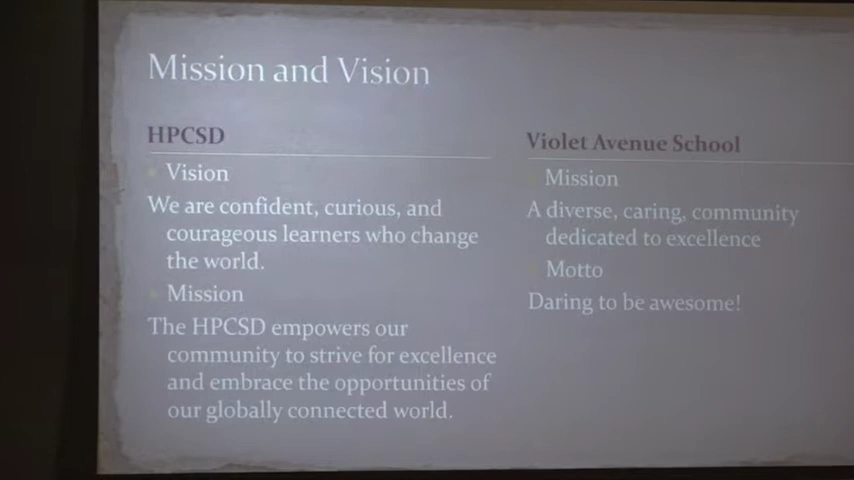 Mission and Vision
HPCSD
Vision
We are confident, curious, and
courageous learners who change
the world.
Mission
The HPCSD empowers our
community to strive for excellence
and embrace the opportunities of
our globally connected world.
Violet Avenue School
Mission
A diverse, caring, community
dedicated to excellence
Motto
Daring to be awesome!